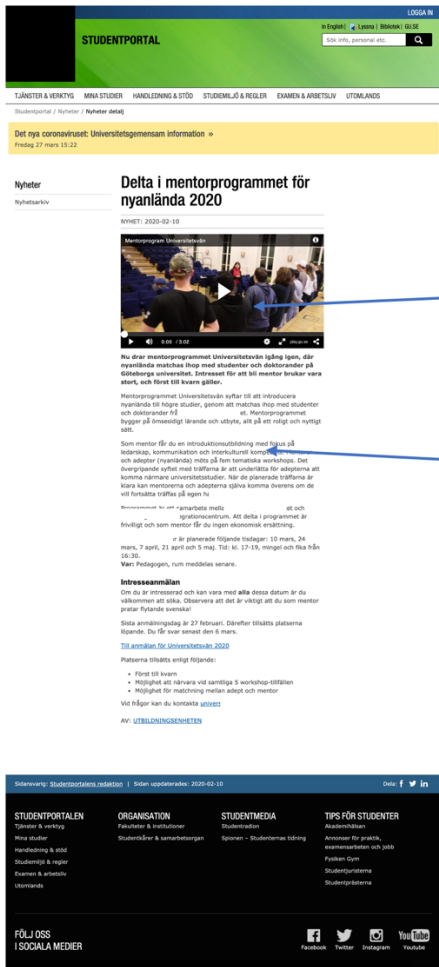 LOGGA IN
In English | Lyssna | Bibliotek | GU.SE
STUDENTPORTAL
Sök info, personal etc.
TJÄNSTER & VERKTYG MINA STUDIER HANDLEDNING & STÖD STUDIEMILJÖ & REGLER EXAMEN & ARBETSLIV UTOMLANDS
Studentportal / Nyheter / Nyheter detalj
Det nya coronaviruset: Universitetsgemensam information »
Fredag 27 mars 15:22
Nyheter
Nyhetsarkiv
Delta i mentorprogrammet för
nyanlända 2020
NYHET: 2020-02-10
Mentorprogram Universitetsvän
0:00 / 3:02
Nu drar mentorprogrammet Universitetsvän igång igen, där
nyanlända matchas ihop med studenter och doktorander på
Göteborgs universitet. Intresset för att bli mentor brukar vara
stort, och först till kvarn gäller.
Mentorprogrammet Universitetsvän syftar till att introducera
nyanlända till högre studier, genom att matchas ihop med studenter
och doktorander frå et. Mentorprogrammet
bygger på ömsesidigt lärande och utbyte, allt på ett roligt och nyttigt
sätt.
Som mentor får du en introduktionsutbildning med fokus på
ledarskap, kommunikation och interkulturell
och adepter (nyanlända) möts på fem tematiska workshops. Det
övergripande syftet med träffarna är att underlätta för adepterna att
komma närmare universitetsstudier. När de planerade träffarna är
klara kan mentorerna och adepterna själva komma överens om de
vill fortsätta träffas på egen
Programmet är ett samarbete mella et och
egrationscentrum. Att delta i programmet är
frivilligt och som mentor får du ingen ekonomisk ersättning.
r är planerade följande tisdagar: 10 mars, 24
mars, 7 april, 21 april och 5 maj. Tid: kl. 17-19, mingel och fika från
16:30.
Var: Pedagogen, rum meddelas senare.
Intresseanmälan
Om du är intresserad och kan vara med alla dessa datum är du
välkommen att söka. Observera att det är viktigt att du som mentor
pratar flytande svenska!
Sista anmälningsdag är 27 februari. Därefter tillsätts platserna
löpande. Du får svar senast den 6 mars.
Till anmälan för Universitetsvän 2020
Platserna tillsätts enligt följande:
• Först till kvarn
• Möjlighet att närvara vid samtliga 5 workshop-tillfällen
• Möjlighet för matchning mellan adept och mentor
Vid frågor kan du kontakta univers
AV: UTBILDNINGSENHETEN
Sidansvarig: Studentportalens redaktion | Sidan uppdaterades: 2020-02-10 Dela:
STUDENTPORTALEN
Tjänster & verktyg
Mina studier
Handledning & stöd
Studiemiljö & regler
Examen & arbetsliv
Utomlands
ORGANISATION
Fakulteter & institutioner
Studentkårer & samarbetsorgan
STUDENTMEDIA
Studentradion
Spionen – Studenternas tidning
TIPS FÖR STUDENTER
Akademihälsan
Annonser för praktik,
examensarbeten och jobb
Fysiken Gym
Studentjuristerna
Studentprästerna
FÖLJ OSS
I SOCIALA MEDIER
Facebook Twitter Instagram Youtube
You Tube